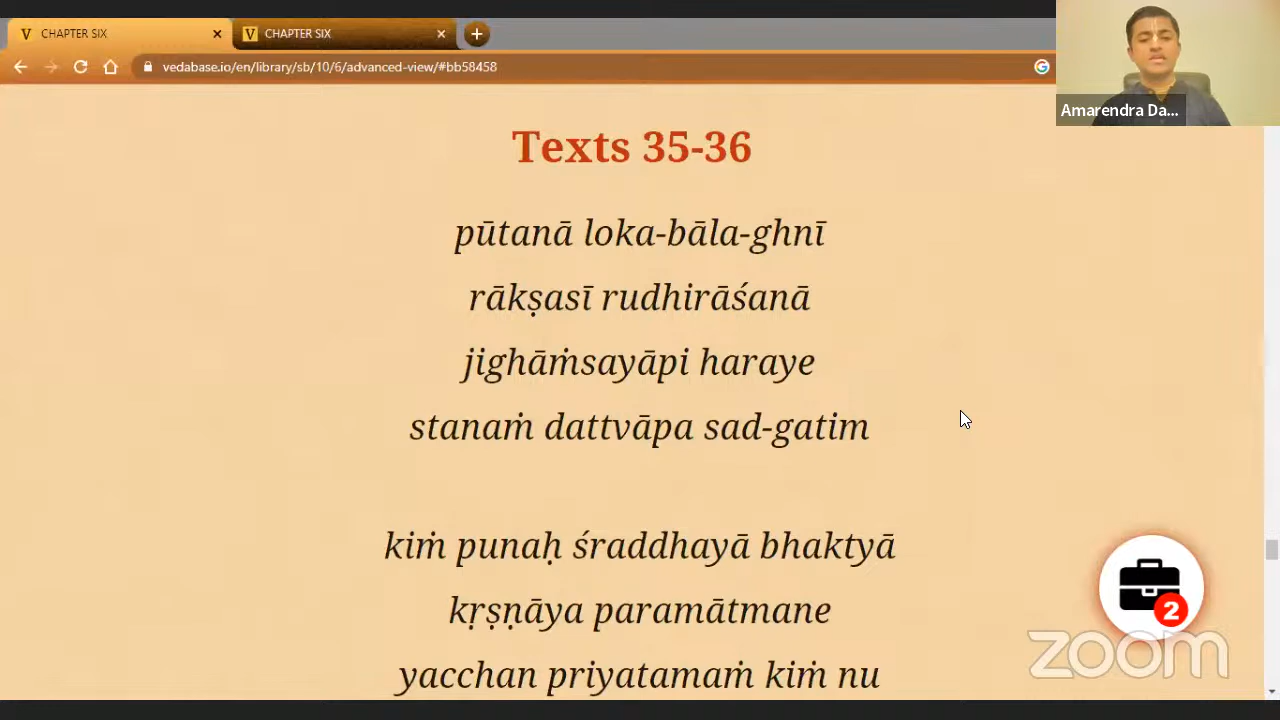 CHAPTER SIX
CHAPTER SIX
vedabase.io/en/library/sb/10/6/advanced-view/#bb58458
Amarendra Da...
Texts 35-36
pūtanā loka-bāla-ghnī
rākṣasī rudhirāśanā
jighāṁsayāpi haraye
stanaṁ dattvāpa sad-gatim
kiṁ punaḥ śraddhayā bhaktyā
kṛṣṇāya paramātmane
yacchan priyatamaṁ kiṁ nu
2
zoom